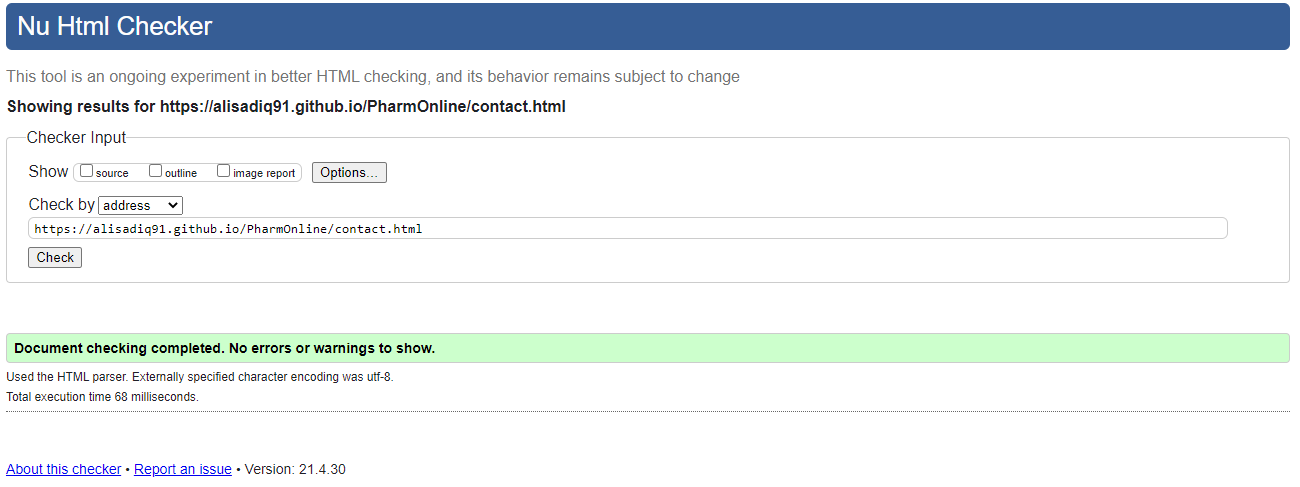 Nu Html Checker
This tool is an ongoing experiment in better HTML checking, and its behavior remains subject to change
Showing results for https://alisadiq91.github.io/PharmOnline/contact.html
Checker Input
Show source outline image report Options...
Check by address
https://alisadiq91.github.io/PharmOnline/contact.html
Check
Document checking completed. No errors or warnings to show.
Used the HTML parser. Externally specified character encoding was utf-8.
Total execution time 68 milliseconds.
About this checker • Report an issue • Version: 21.4.30